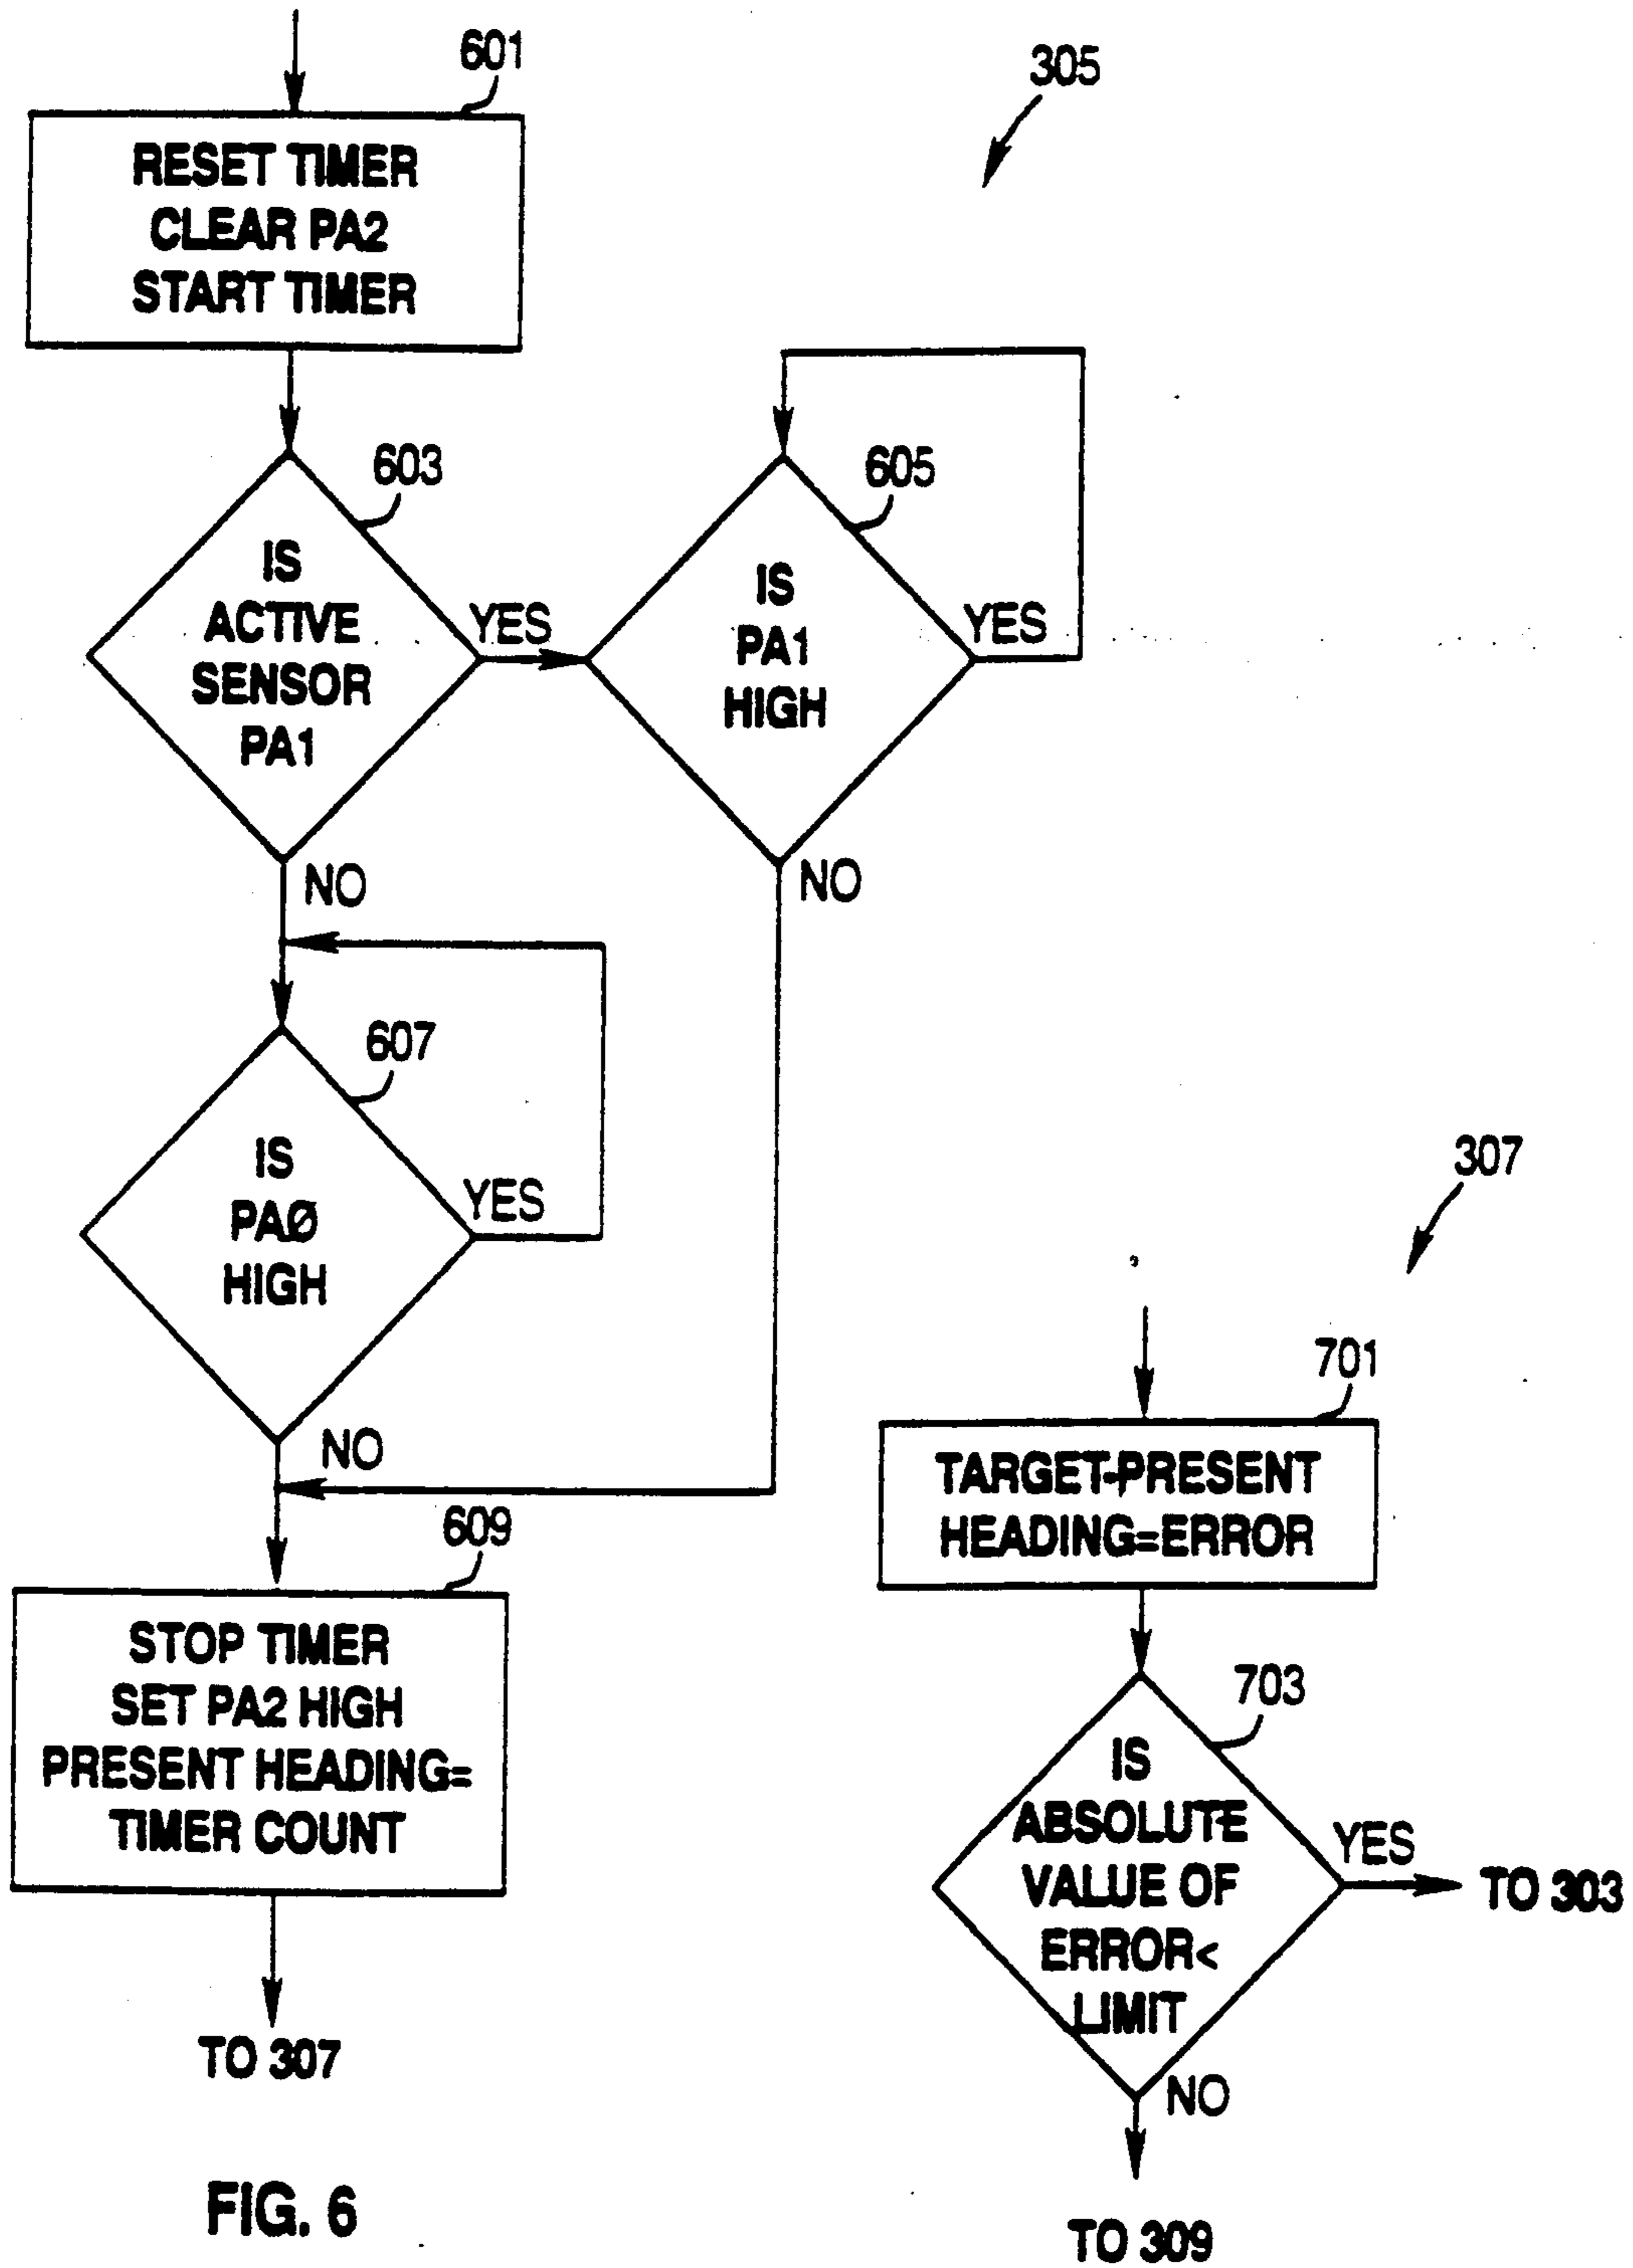 601
305
RESET TIMER
CLEAR PA2
START TIMER
603
605
IS
ACTIVE
SENSOR
PA1
YES
IS
PA1
HIGH
YES
NO
NO
607
IS
PAØ
HIGH
YES
NO
307
701
TARGET-PRESENT
HEADING=ERROR
609
STOP TIMER
SET PA2 HIGH
PRESENT HEADING=
TIMER COUNT
703
IS
ABSOLUTE
VALUE OF
ERROR<
LIMIT
YES
TO 303
NO
TO 307
FIG. 6
TO 309